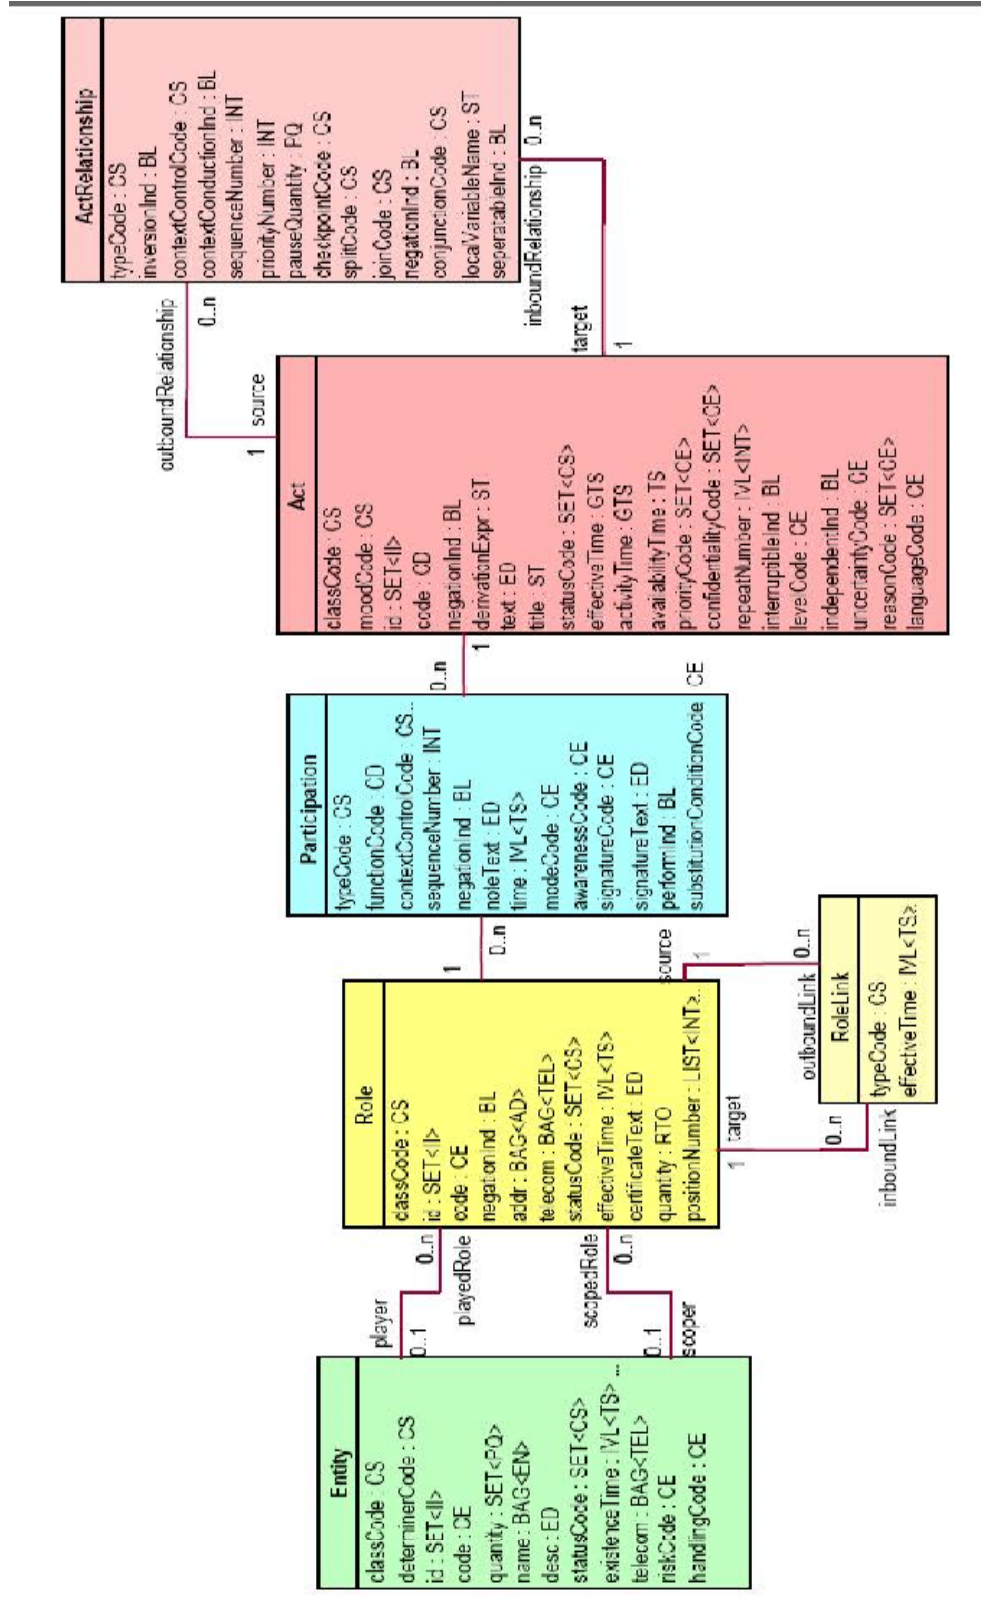 Entity
classCode : CS
determinerCode : CS
id : SET<II>
code : CE
quantity : SET<PQ>
name : BAG<EN>
desc : ED
statusCode : SET<CS>
existenceTime : IVL<TS> ...
telecom : BAG<TEL>
riskCode : CE
handlingCode : CE
player
0..1
0..n
playedRole
scopedRole
0..n
0..1
scoper
Role
classCode : CS
id : SET<II>
code : CE
negationInd : BL
addr : BAG<AD>
telecom : BAG<TEL>
statusCode : SET<CS>
effectiveTime : IVL<TS>
certificateText : ED
quantity : RTO
positionNumber : LIST<INT>..
1
0..n
source
1
0..n
outboundLink
1
target
0..n
inboundLink
RoleLink
typeCode : CS
effectiveTime : IVL<TS>..
Participation
typeCode : CS
functionCode : CD
contextControlCode : CS..
sequenceNumber : INT
negationInd : BL
noteText : ED
time : IVL<TS>
modeCode : CE
awarenessCode : CE
signatureCode : CE
signatureText : ED
performInd : BL
substitutionConditionCode CE
0..n
1
Act
classCode : CS
moodCode : CS
id : SET<II>
code : CD
negationInd : BL
derivationExpr : ST
text : ED
title : ST
statusCode : SET<CS>
effectiveTime : GTS
activityTime : GTS
availabilityTime : TS
priorityCode : SET<CE>
confidentialityCode : SET<CE>
repeatNumber : IVL<INT>
interruptibleInd : BL
levelCode : CE
independentInd : BL
uncertaintyCode : CE
reasonCode : SET<CE>
languageCode : CE
1
source
outboundRelationship
0..n
1
target
inboundRelationship
0..n
ActRelationship
typeCode : CS
inversionInd : BL
contextControlCode : CS
contextConductionInd : BL
sequenceNumber : INT
priorityNumber : INT
pauseQuantity : PQ
checkpointCode : CS
splitCode : CS
joinCode : CS
negationInd : BL
conjunctionCode : CS
localVariableName : ST
seperatableInd : BL